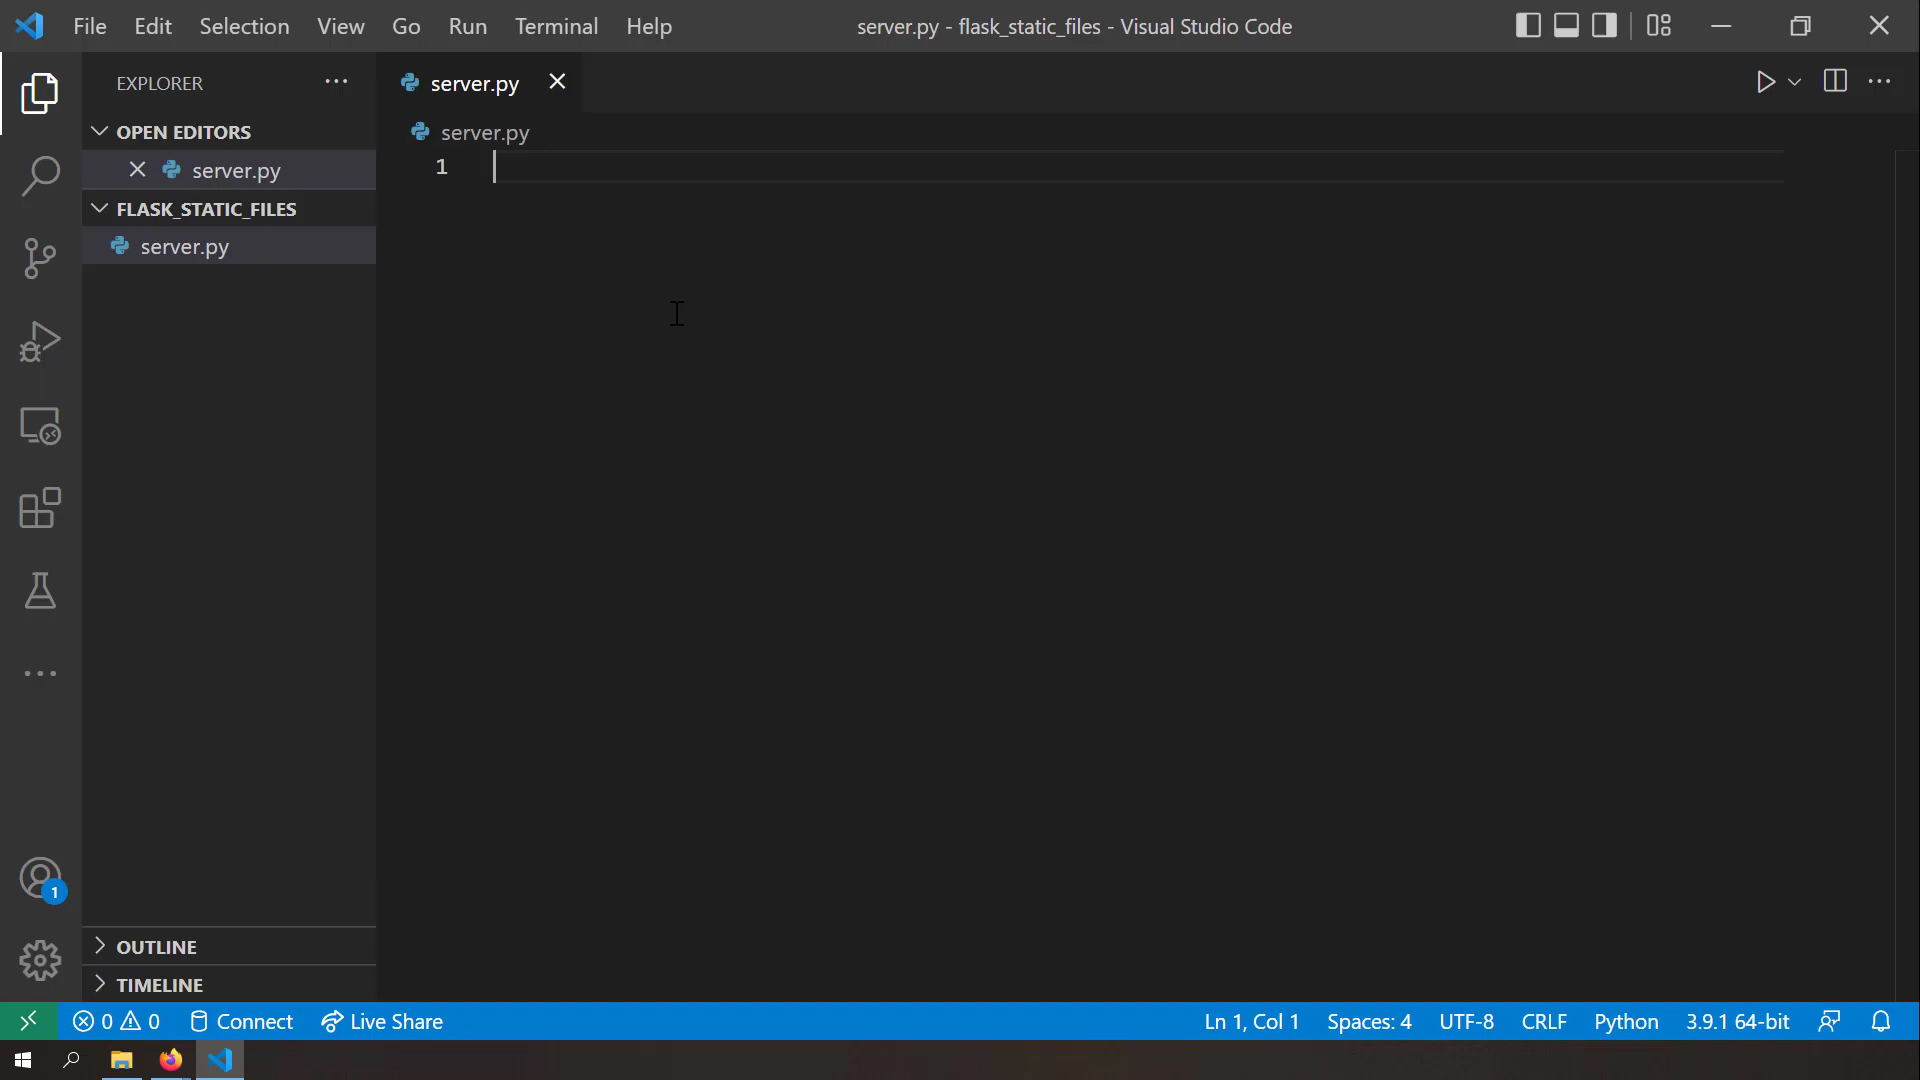 File Edit Selection View Go Run Terminal Help
server.py - flask_static_files - Visual Studio Code
EXPLORER
server.py
OPEN EDITORS
server.py
server.py
1
FLASK_STATIC_FILES
server.py
1
OUTLINE
TIMELINE
0 0 Connect Live Share
Ln 1, Col 1 Spaces: 4 UTF-8 CRLF Python 3.9.1 64-bit